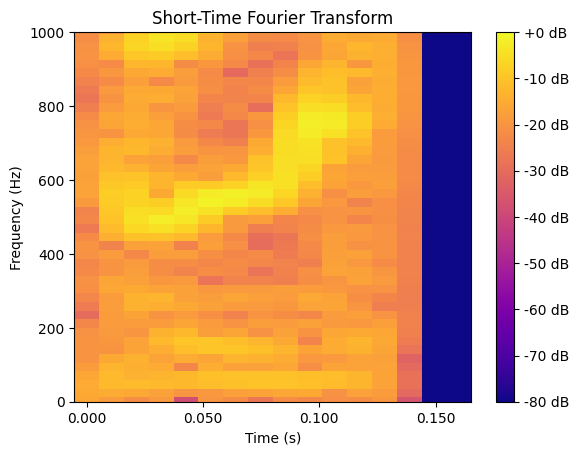 Short-Time Fourier Transform
1000
800
600
400
200
0
Frequency (Hz)
0.000
0.050
0.100
0.150
Time (s)
+0 dB
-10 dB
-20 dB
-30 dB
-40 dB
-50 dB
-60 dB
-70 dB
-80 dB